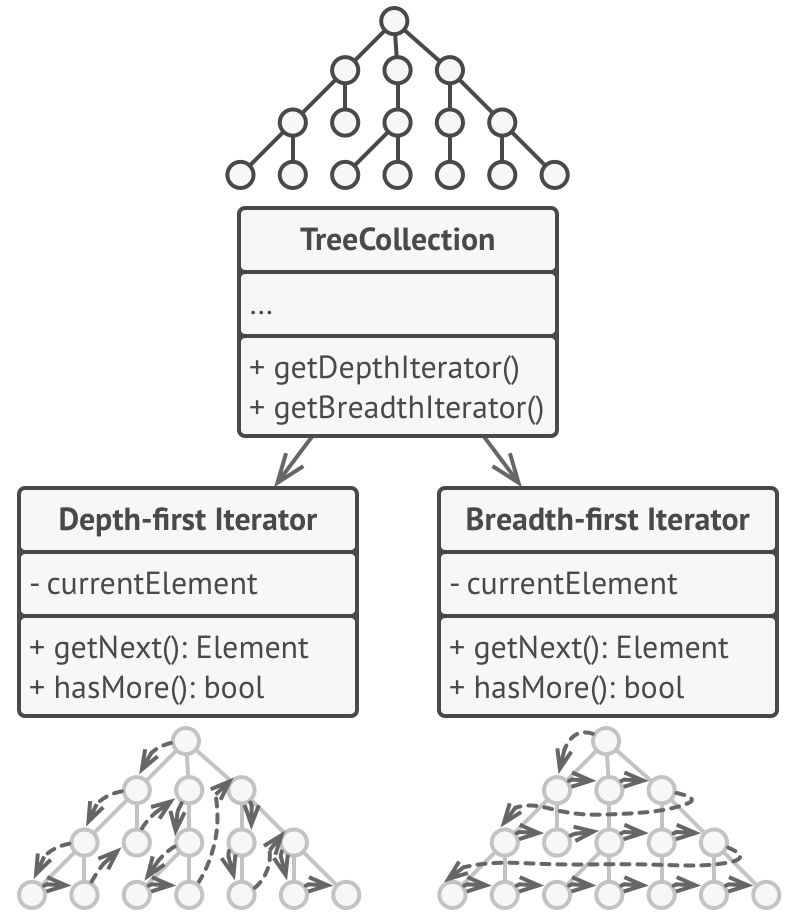 TreeCollection
...
+ getDepthIterator()
+ getBreadthIterator()
Depth-first Iterator
- currentElement
+ getNext(): Element
+ hasMore(): bool
Breadth-first Iterator
- currentElement
+ getNext(): Element
+ hasMore(): bool